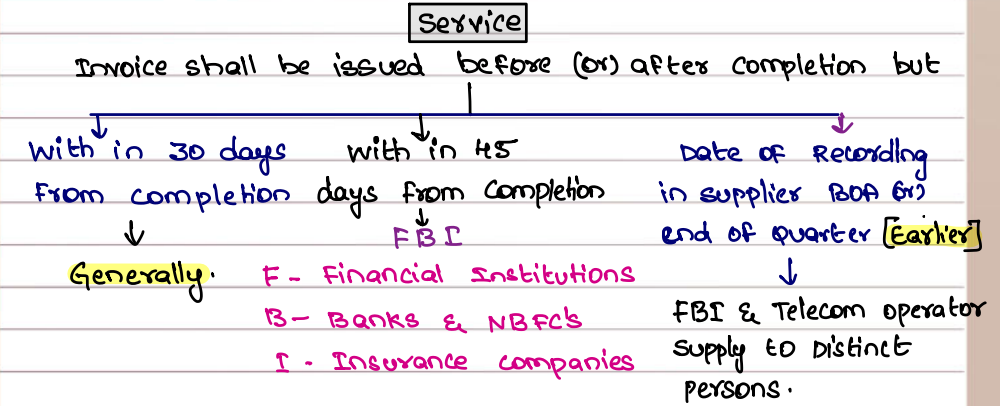 Service
Invoice shall be issued before (or) after completion but
with in 30 days
from completion
Generally.
with in 45
days from completion
FBI
F - Financial Institutions
B - Banks & NBFC's
I - Insurance companies
Date of Recording
in supplier BOA (or)
end of quarter [Earlier]
FBI & Telecom operator
supply to Distinct
persons.